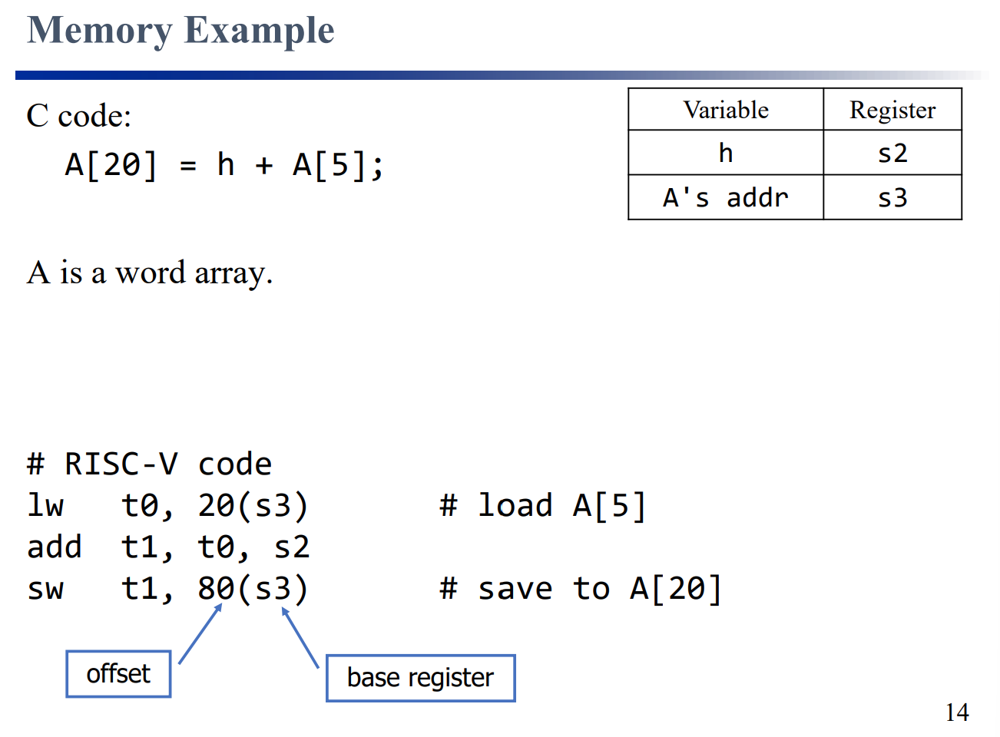 Memory Example
C code:
A[20] = h + A[5];
Variable Register
h s2
A's addr s3
A is a word array.
# RISC-V code
lw t0, 20(s3) # load A[5]
add t1, t0, s2
sw t1, 80(s3) # save to A[20]
offset
base register
14